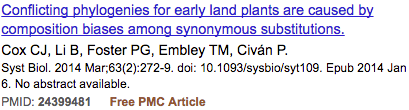 Conflicting phylogenies for early land plants are caused by
composition biases among synonymous substitutions.
Cox CJ, Li B, Foster PG, Embley TM, Civán P.
Syst Biol. 2014 Mar;63(2):272-9. doi: 10.1093/sysbio/syt109. Epub 2014 Jan
6. No abstract available.
PMID: 24399481 Free PMC Article